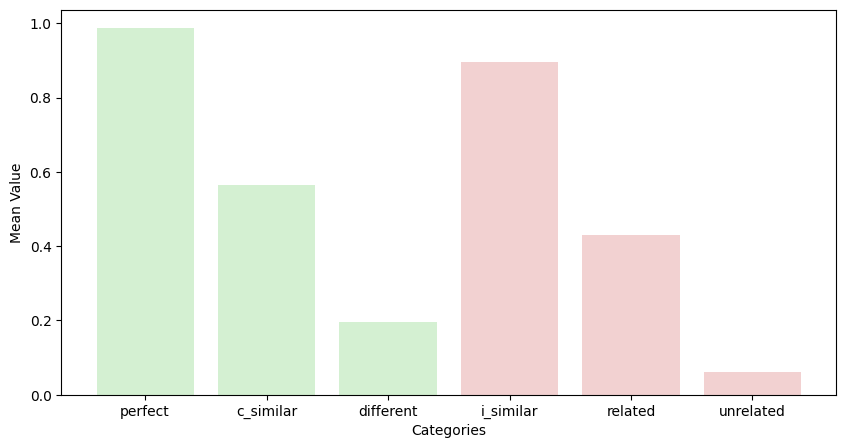 Mean Value
1.0
0.8
0.6
0.4
0.2
0.0
perfect c_similar different i_similar related unrelated
Categories